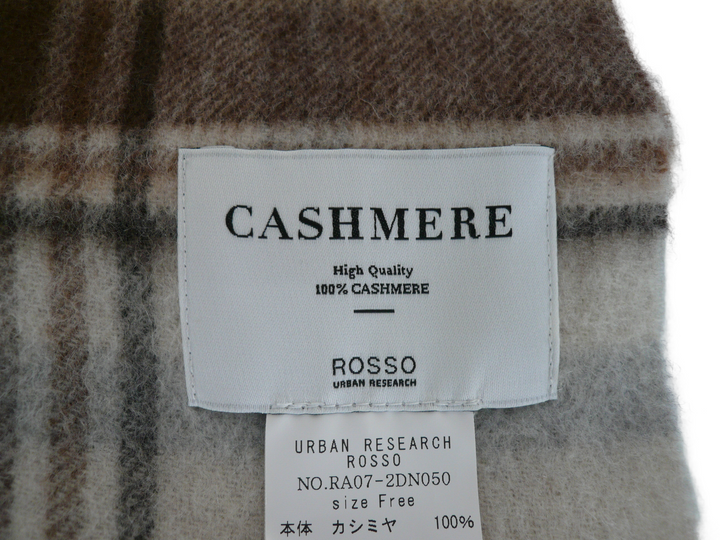 CASHMERE
High Quality
100% CASHMERE
ROSSO
URBAN RESEARCH
URBAN RESEARCH
ROSSO
NO.RA07-2DN050
size Free
本体 カシミヤ 100%